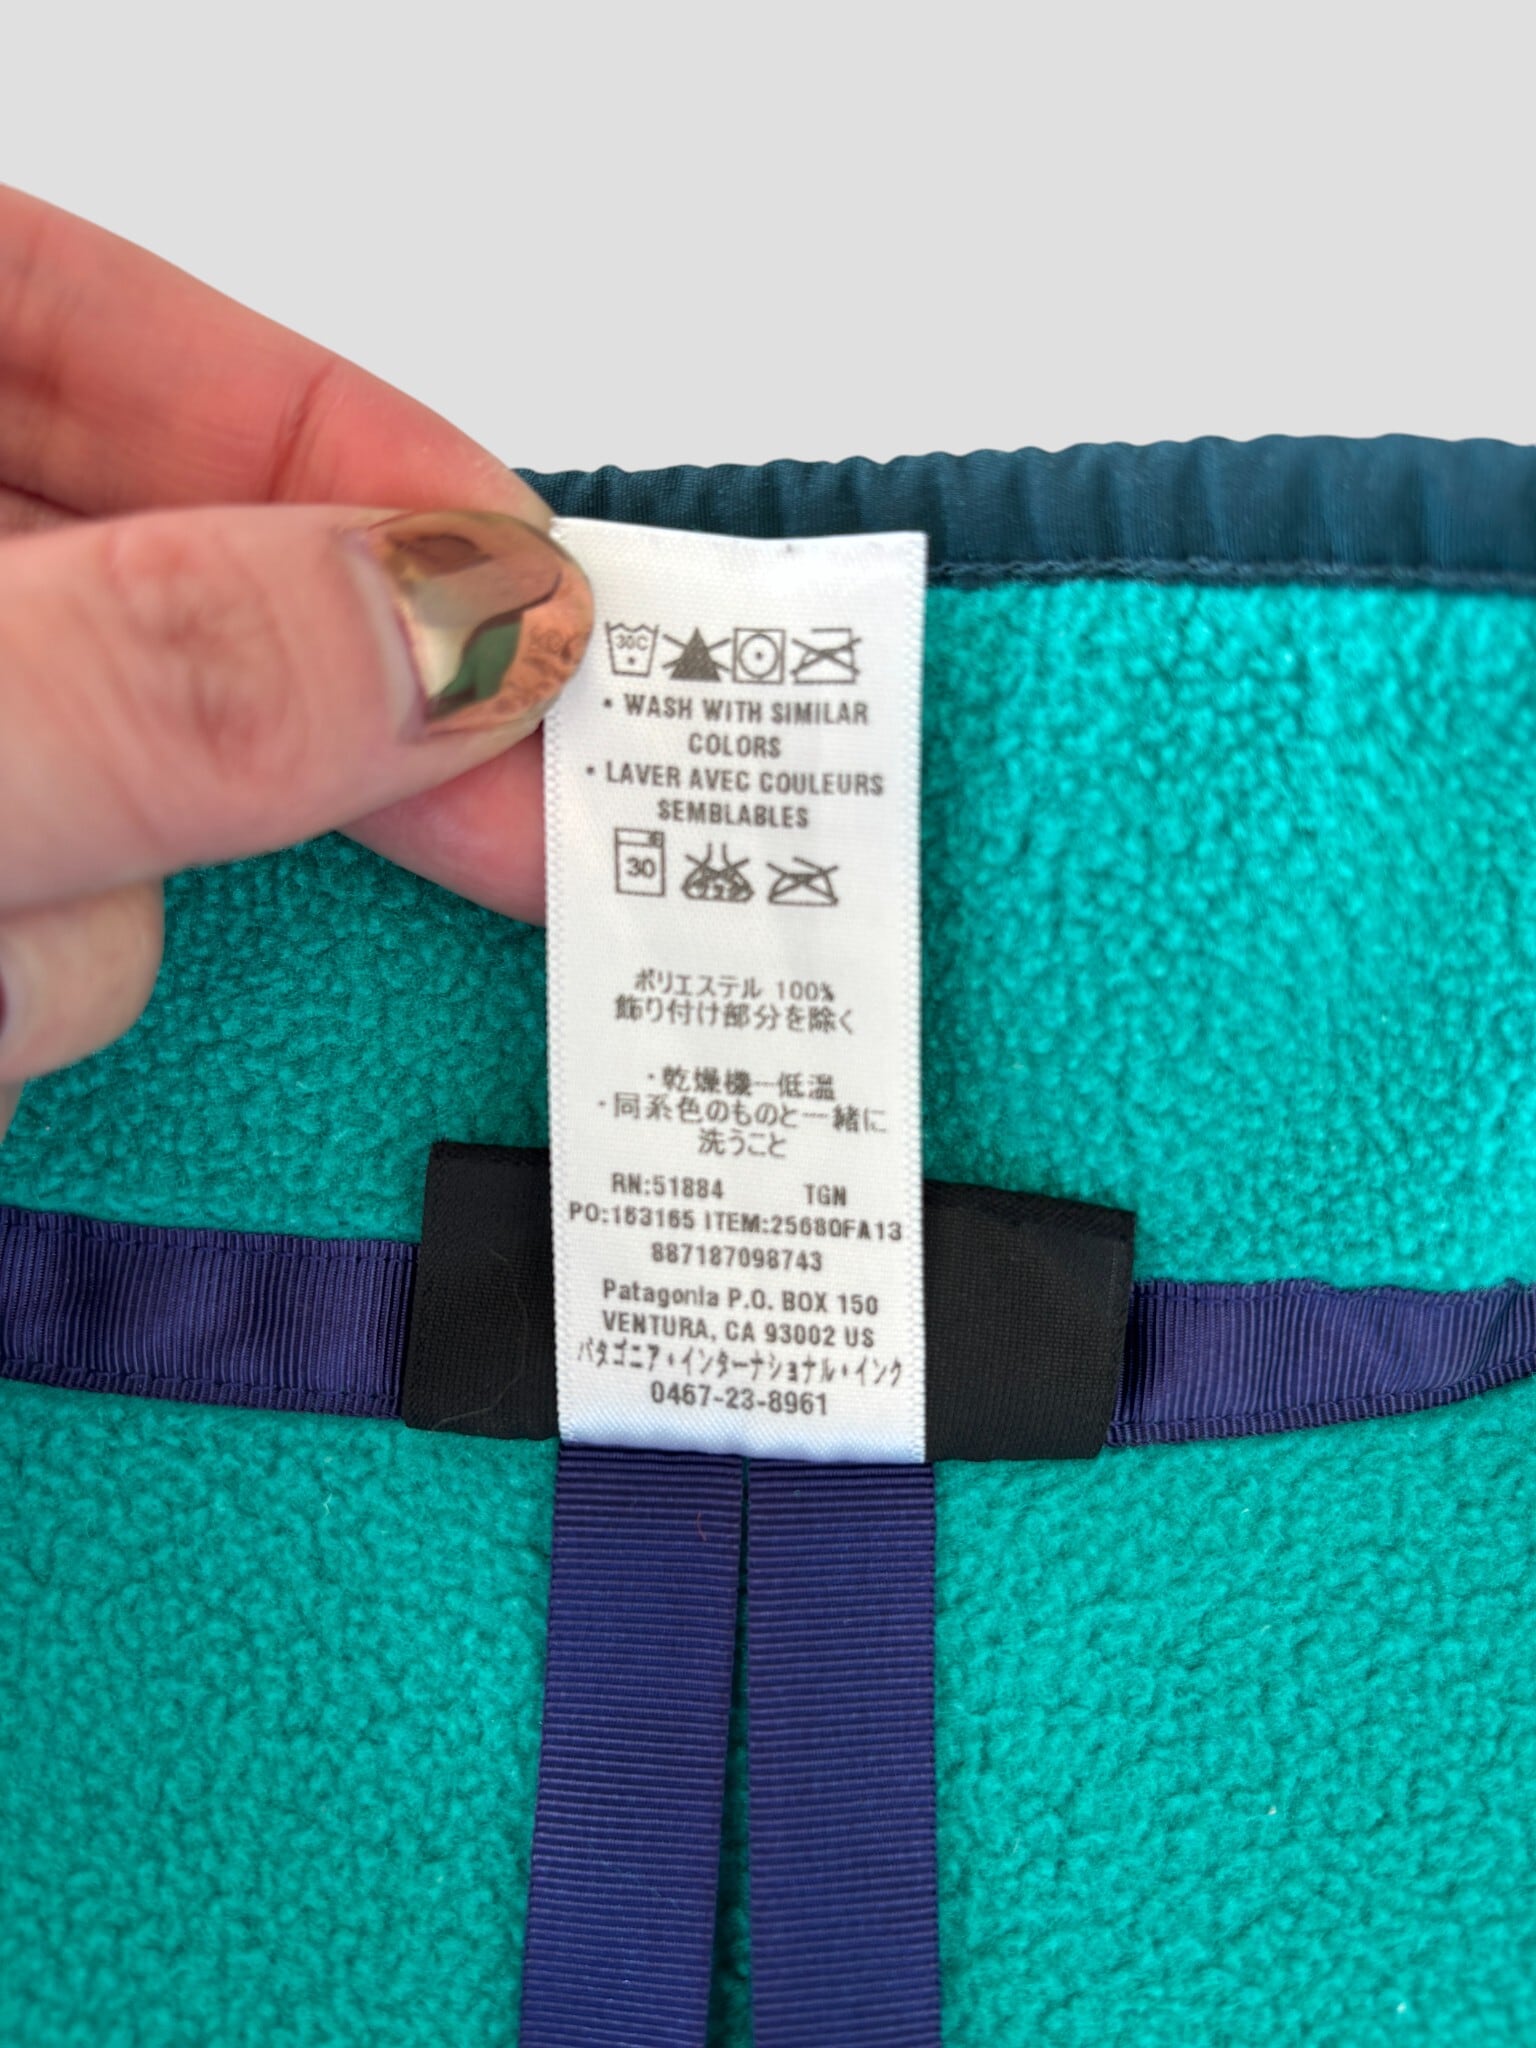 30C
• WASH WITH SIMILAR
COLORS
• LAVER AVEC COULEURS
SEMBLABLES
30
ポリエステル 100%
飾り付け部分を除く
・乾燥機一低温
・同系色のものと一緒に
洗うこと
RN:51884 TGN
PO:163165 ITEM:25680FA13
887187098743
Patagonia P.O. BOX 150
VENTURA, CA 93002 US
パタゴニア・インターナショナル・インク
0467-23-8961